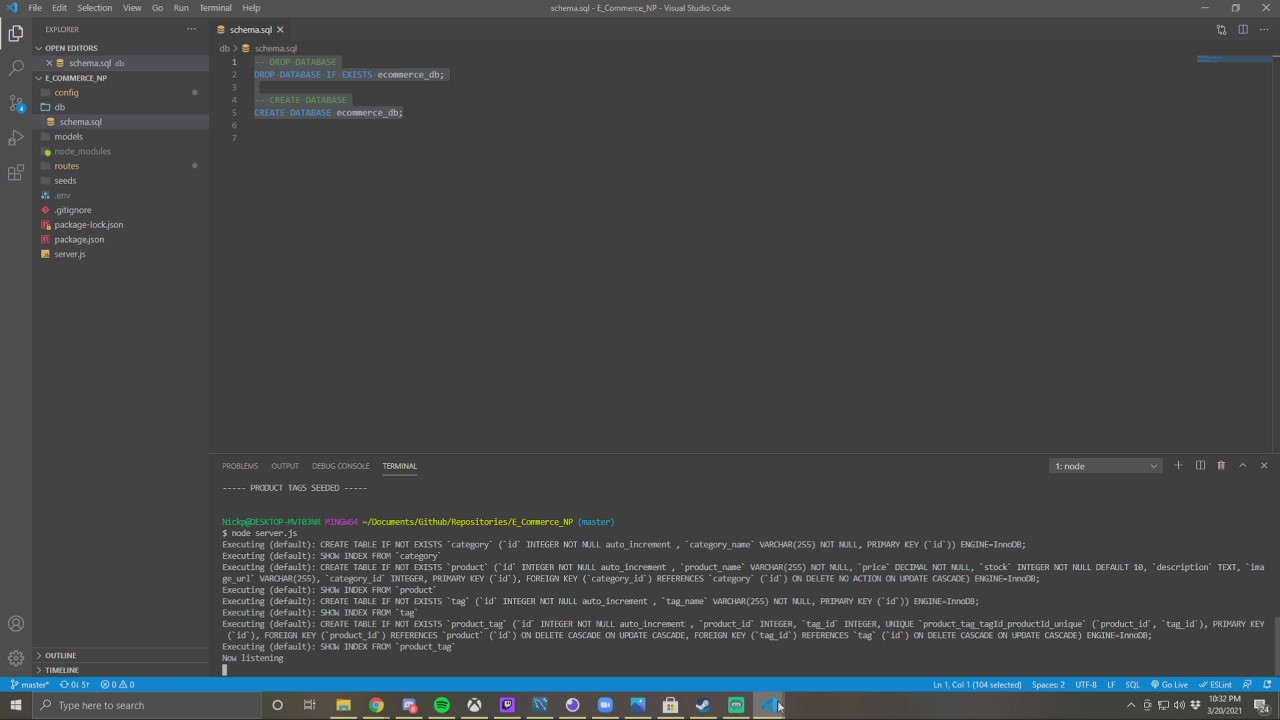 File Edit Selection View Go Run Terminal Help
schema.sql - E_Commerce_NP - Visual Studio Code
EXPLORER
OPEN EDITORS
schema.sql db
E_COMMERCE_NP
config
db
schema.sql
models
node_modules
routes
seeds
.env
.gitignore
package-lock.json
package.json
server.js
OUTLINE
TIMELINE
4
schema.sql
db > schema.sql
1 -- DROP DATABASE
2 DROP DATABASE IF EXISTS ecommerce_db;
3
4 -- CREATE DATABASE
5 CREATE DATABASE ecommerce_db;
6
7
PROBLEMS OUTPUT DEBUG CONSOLE TERMINAL
1: node
----- PRODUCT TAGS SEEDED -----
Nickp@DESKTOP-MVT03NR MINGW64 ~/Documents/Github/Repositories/E_Commerce_NP (master)
$ node server.js
Executing (default): CREATE TABLE IF NOT EXISTS `category` (`id` INTEGER NOT NULL auto_increment , `category_name` VARCHAR(255) NOT NULL, PRIMARY KEY (`id`)) ENGINE=InnoDB;
Executing (default): SHOW INDEX FROM `category`
Executing (default): CREATE TABLE IF NOT EXISTS `product` (`id` INTEGER NOT NULL auto_increment , `product_name` VARCHAR(255) NOT NULL, `price` DECIMAL NOT NULL, `stock` INTEGER NOT NULL DEFAULT 10, `description` TEXT, `ima
ge_url` VARCHAR(255), `category_id` INTEGER, PRIMARY KEY (`id`), FOREIGN KEY (`category_id`) REFERENCES `category` (`id`) ON DELETE NO ACTION ON UPDATE CASCADE) ENGINE=InnoDB;
Executing (default): SHOW INDEX FROM `product`
Executing (default): CREATE TABLE IF NOT EXISTS `tag` (`id` INTEGER NOT NULL auto_increment , `tag_name` VARCHAR(255) NOT NULL, PRIMARY KEY (`id`)) ENGINE=InnoDB;
Executing (default): SHOW INDEX FROM `tag`
Executing (default): CREATE TABLE IF NOT EXISTS `product_tag` (`id` INTEGER NOT NULL auto_increment , `product_id` INTEGER, `tag_id` INTEGER, UNIQUE `product_tag_tagId_productId_unique` (`product_id`, `tag_id`), PRIMARY KEY
(`id`), FOREIGN KEY (`product_id`) REFERENCES `product` (`id`) ON DELETE CASCADE ON UPDATE CASCADE, FOREIGN KEY (`tag_id`) REFERENCES `tag` (`id`) ON DELETE CASCADE ON UPDATE CASCADE) ENGINE=InnoDB;
Executing (default): SHOW INDEX FROM `product_tag`
Now listening
master* 0↓ 5↑ 0 0 Ln 1, Col 1 (104 selected) Spaces: 2 UTF-8 LF SQL Go Live ESLint
Type here to search
10:32 PM
3/20/2021
24